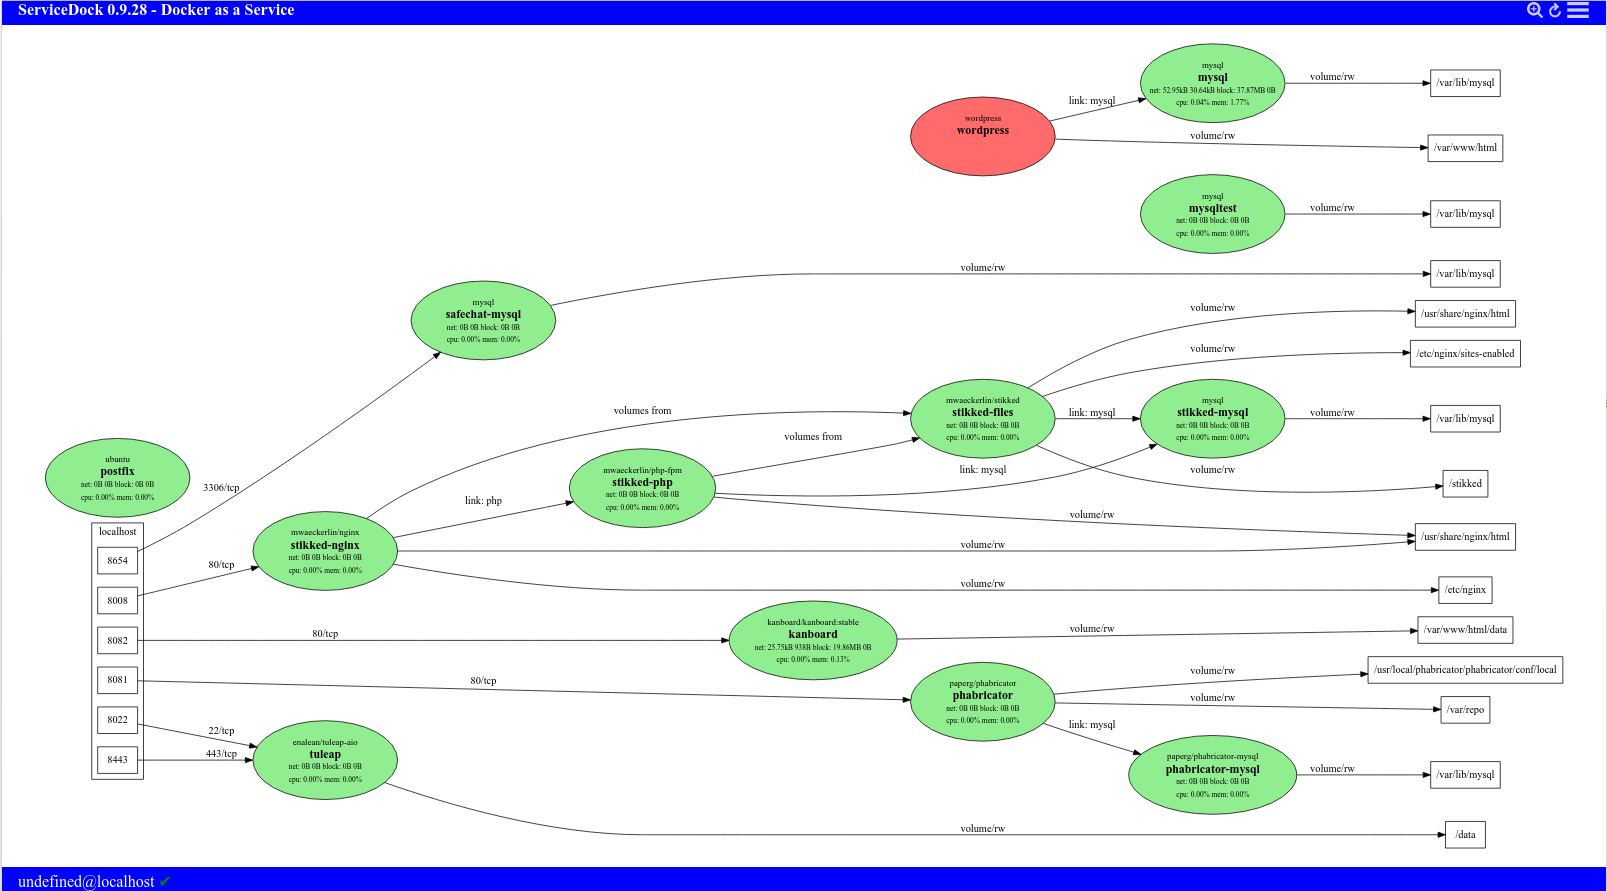 ServiceDock 0.9.28 - Docker as a Service
mysql
mysql
net: 52.95kB 30.64kB block: 37.87MB 0B
cpu: 0.04% mem: 1.77%
volume/rw
/var/lib/mysql
link: mysql
wordpress
wordpress
volume/rw
/var/www/html
mysql
mysqltest
net: 0B 0B block: 0B 0B
cpu: 0.00% mem: 0.00%
volume/rw
/var/lib/mysql
volume/rw
/var/lib/mysql
mysql
safechat-mysql
net: 0B 0B block: 0B 0B
cpu: 0.00% mem: 0.00%
volume/rw
/usr/share/nginx/html
volume/rw
/etc/nginx/sites-enabled
volumes from
mwaeckerlin/stikked
stikked-files
net: 0B 0B block: 0B 0B
cpu: 0.00% mem: 0.00%
link: mysql
mysql
stikked-mysql
net: 0B 0B block: 0B 0B
cpu: 0.00% mem: 0.00%
volume/rw
/var/lib/mysql
volumes from
link: mysql
volume/rw
/stikked
ubuntu
postfix
net: 0B 0B block: 0B 0B
cpu: 0.00% mem: 0.00%
3306/tcp
mwaeckerlin/php-fpm
stikked-php
net: 0B 0B block: 0B 0B
cpu: 0.00% mem: 0.00%
link: php
volume/rw
/usr/share/nginx/html
localhost
8654
mwaeckerlin/nginx
stikked-nginx
net: 0B 0B block: 0B 0B
cpu: 0.00% mem: 0.00%
volume/rw
80/tcp
8008
volume/rw
/etc/nginx
8082
80/tcp
kanboard/kanboard:stable
kanboard
net: 25.75kB 938B block: 19.86MB 0B
cpu: 0.00% mem: 0.13%
volume/rw
/var/www/html/data
8081
80/tcp
paperg/phabricator
phabricator
net: 0B 0B block: 0B 0B
cpu: 0.00% mem: 0.00%
volume/rw
/usr/local/phabricator/phabricator/conf/local
volume/rw
/var/repo
link: mysql
8022
22/tcp
8443
443/tcp
enalean/tuleap-aio
tuleap
net: 0B 0B block: 0B 0B
cpu: 0.00% mem: 0.00%
paperg/phabricator-mysql
phabricator-mysql
net: 0B 0B block: 0B 0B
cpu: 0.00% mem: 0.00%
volume/rw
/var/lib/mysql
volume/rw
/data
undefined@localhost ✔